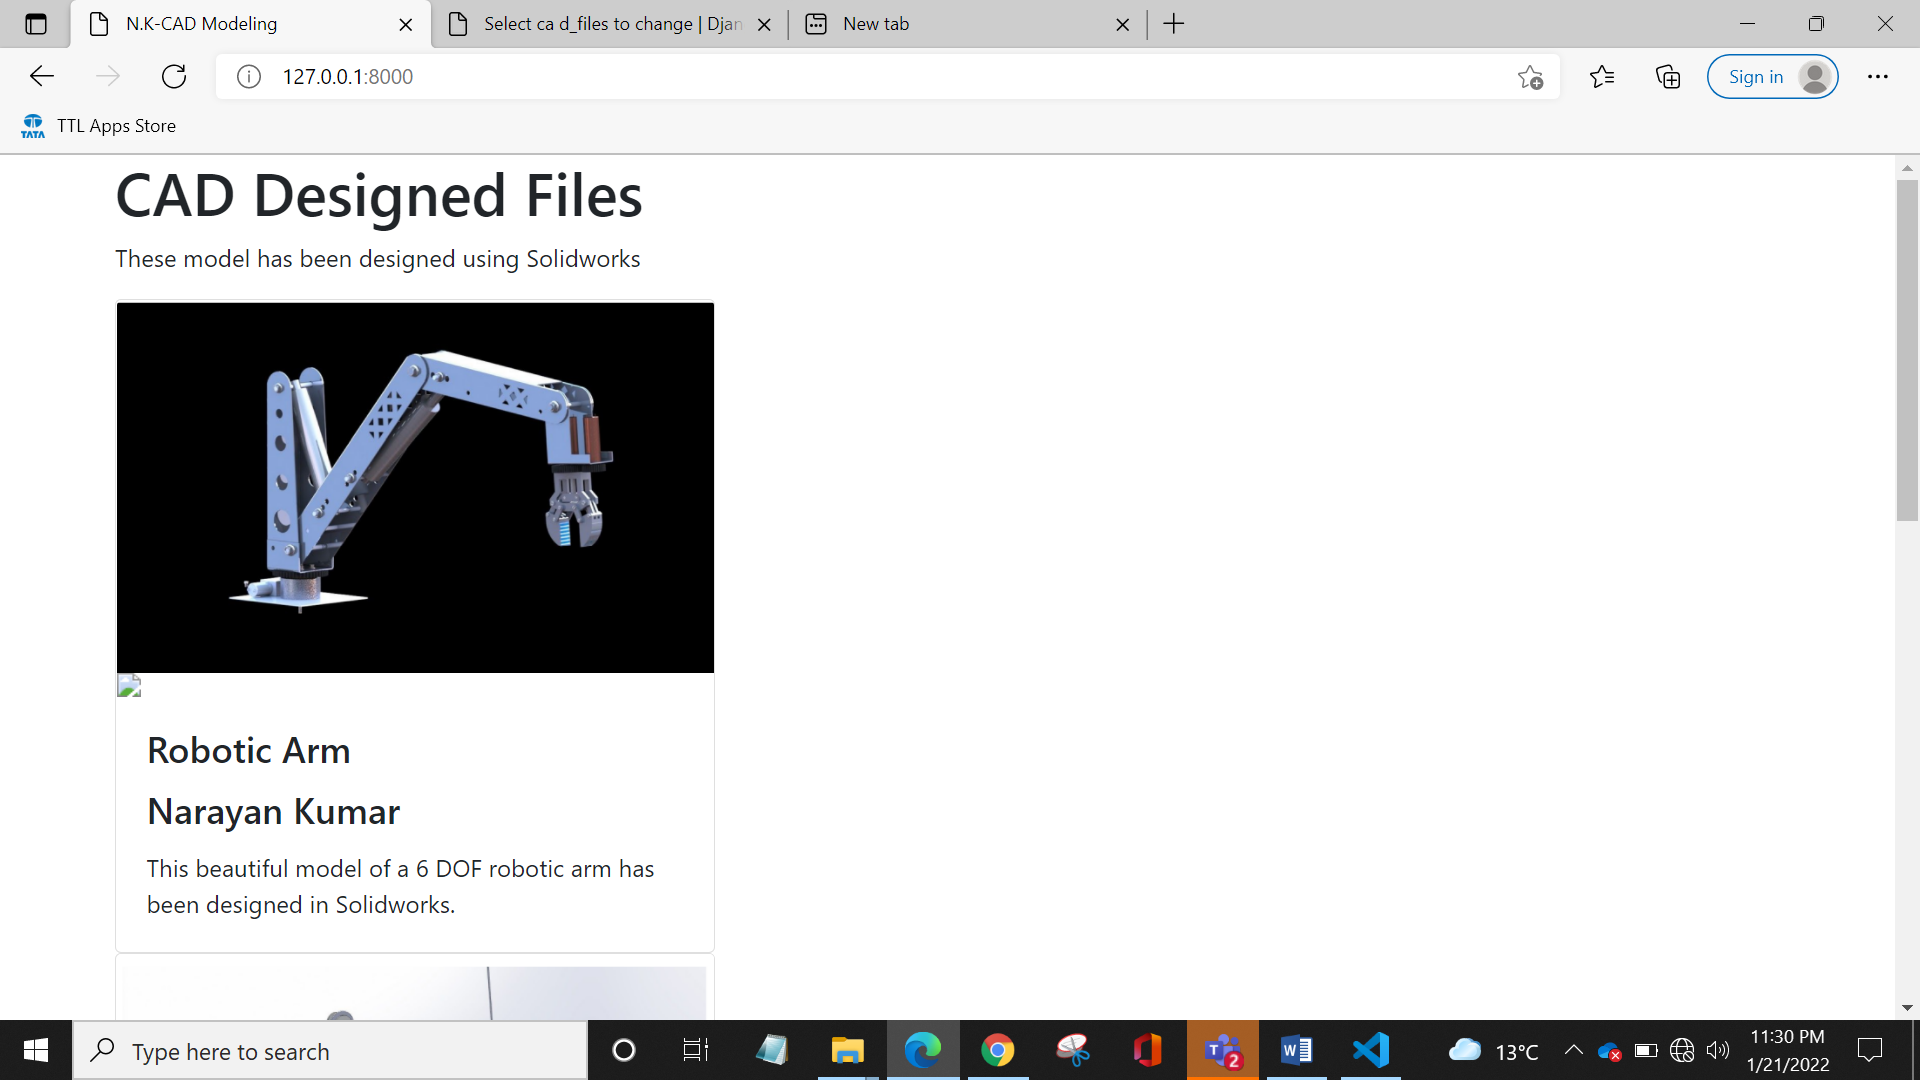 N.K-CAD Modeling
Select ca d_files to change | Djan
New tab
127.0.0.1:8000
Sign in
TATA
TTL Apps Store
CAD Designed Files
These model has been designed using Solidworks
Robotic Arm
Narayan Kumar
This beautiful model of a 6 DOF robotic arm has
been designed in Solidworks.
Type here to search
2
13°C
11:30 PM
1/21/2022